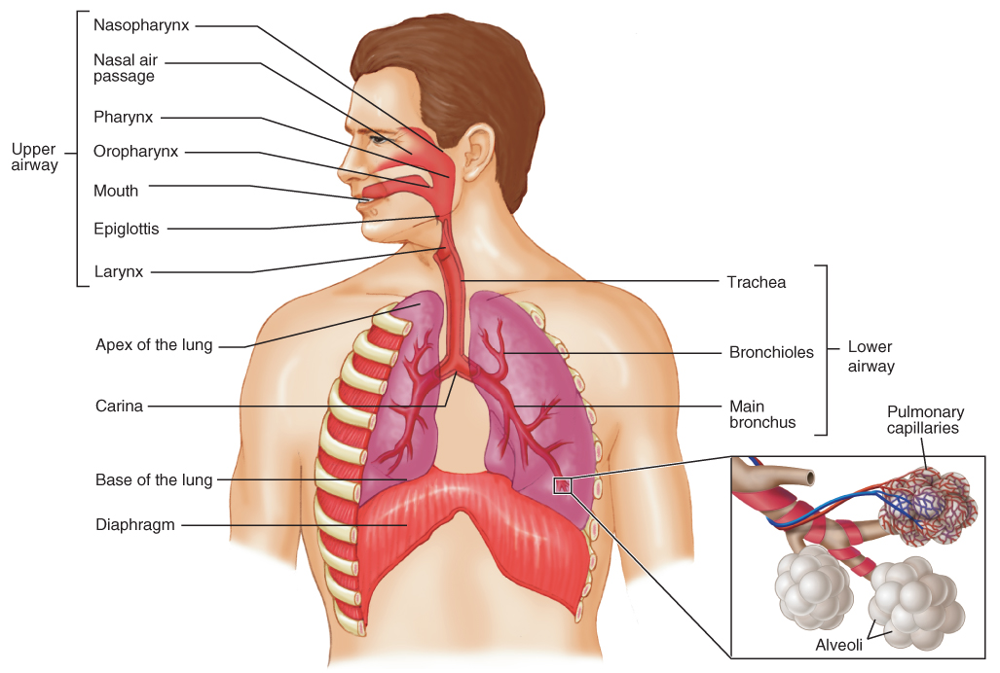 Nasopharynx
Nasal air
passage
Pharynx
Upper
airway
Oropharynx
Mouth
Epiglottis
Larynx
Trachea
Apex of the lung
Bronchioles
Lower
airway
Carina
Main
bronchus
Pulmonary
capillaries
Base of the lung
Diaphragm
Alveoli